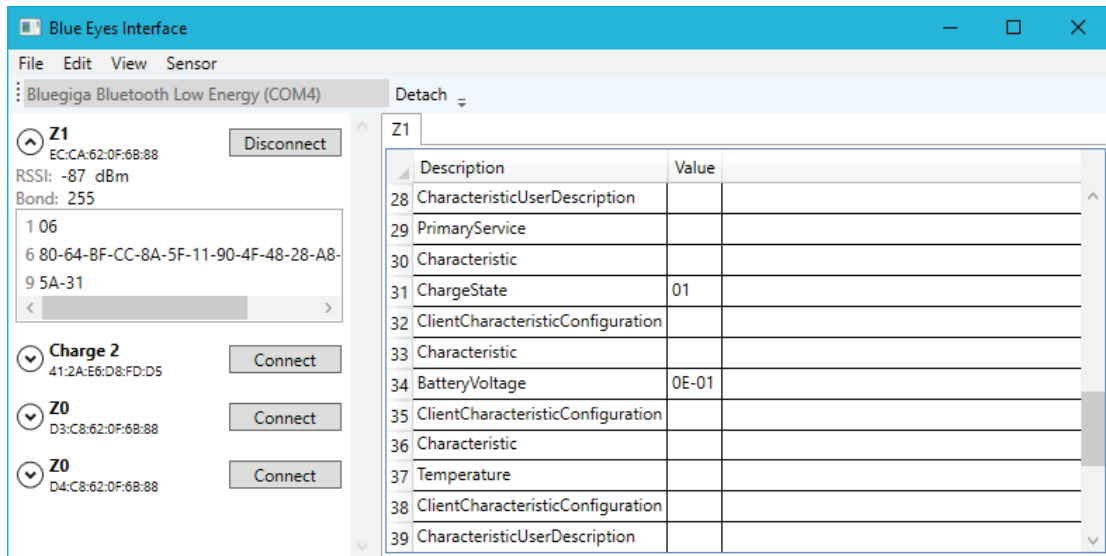 Blue Eyes Interface
File Edit View Sensor
Bluegiga Bluetooth Low Energy (COM4) Detach
Z1
EC:CA:62:0F:6B:88
Disconnect
RSSI: -87 dBm
Bond: 255
1 06
6 80-64-BF-CC-8A-5F-11-90-4F-48-28-A8-
9 5A-31
Charge 2
41:2A:E6:D8:FD:D5
Connect
Z0
D3:C8:62:0F:6B:88
Connect
Z0
D4:C8:62:0F:6B:88
Connect
Z1
Description Value
28 CharacteristicUserDescription
29 PrimaryService
30 Characteristic
31 ChargeState 01
32 ClientCharacteristicConfiguration
33 Characteristic
34 BatteryVoltage 0E-01
35 ClientCharacteristicConfiguration
36 Characteristic
37 Temperature
38 ClientCharacteristicConfiguration
39 CharacteristicUserDescription